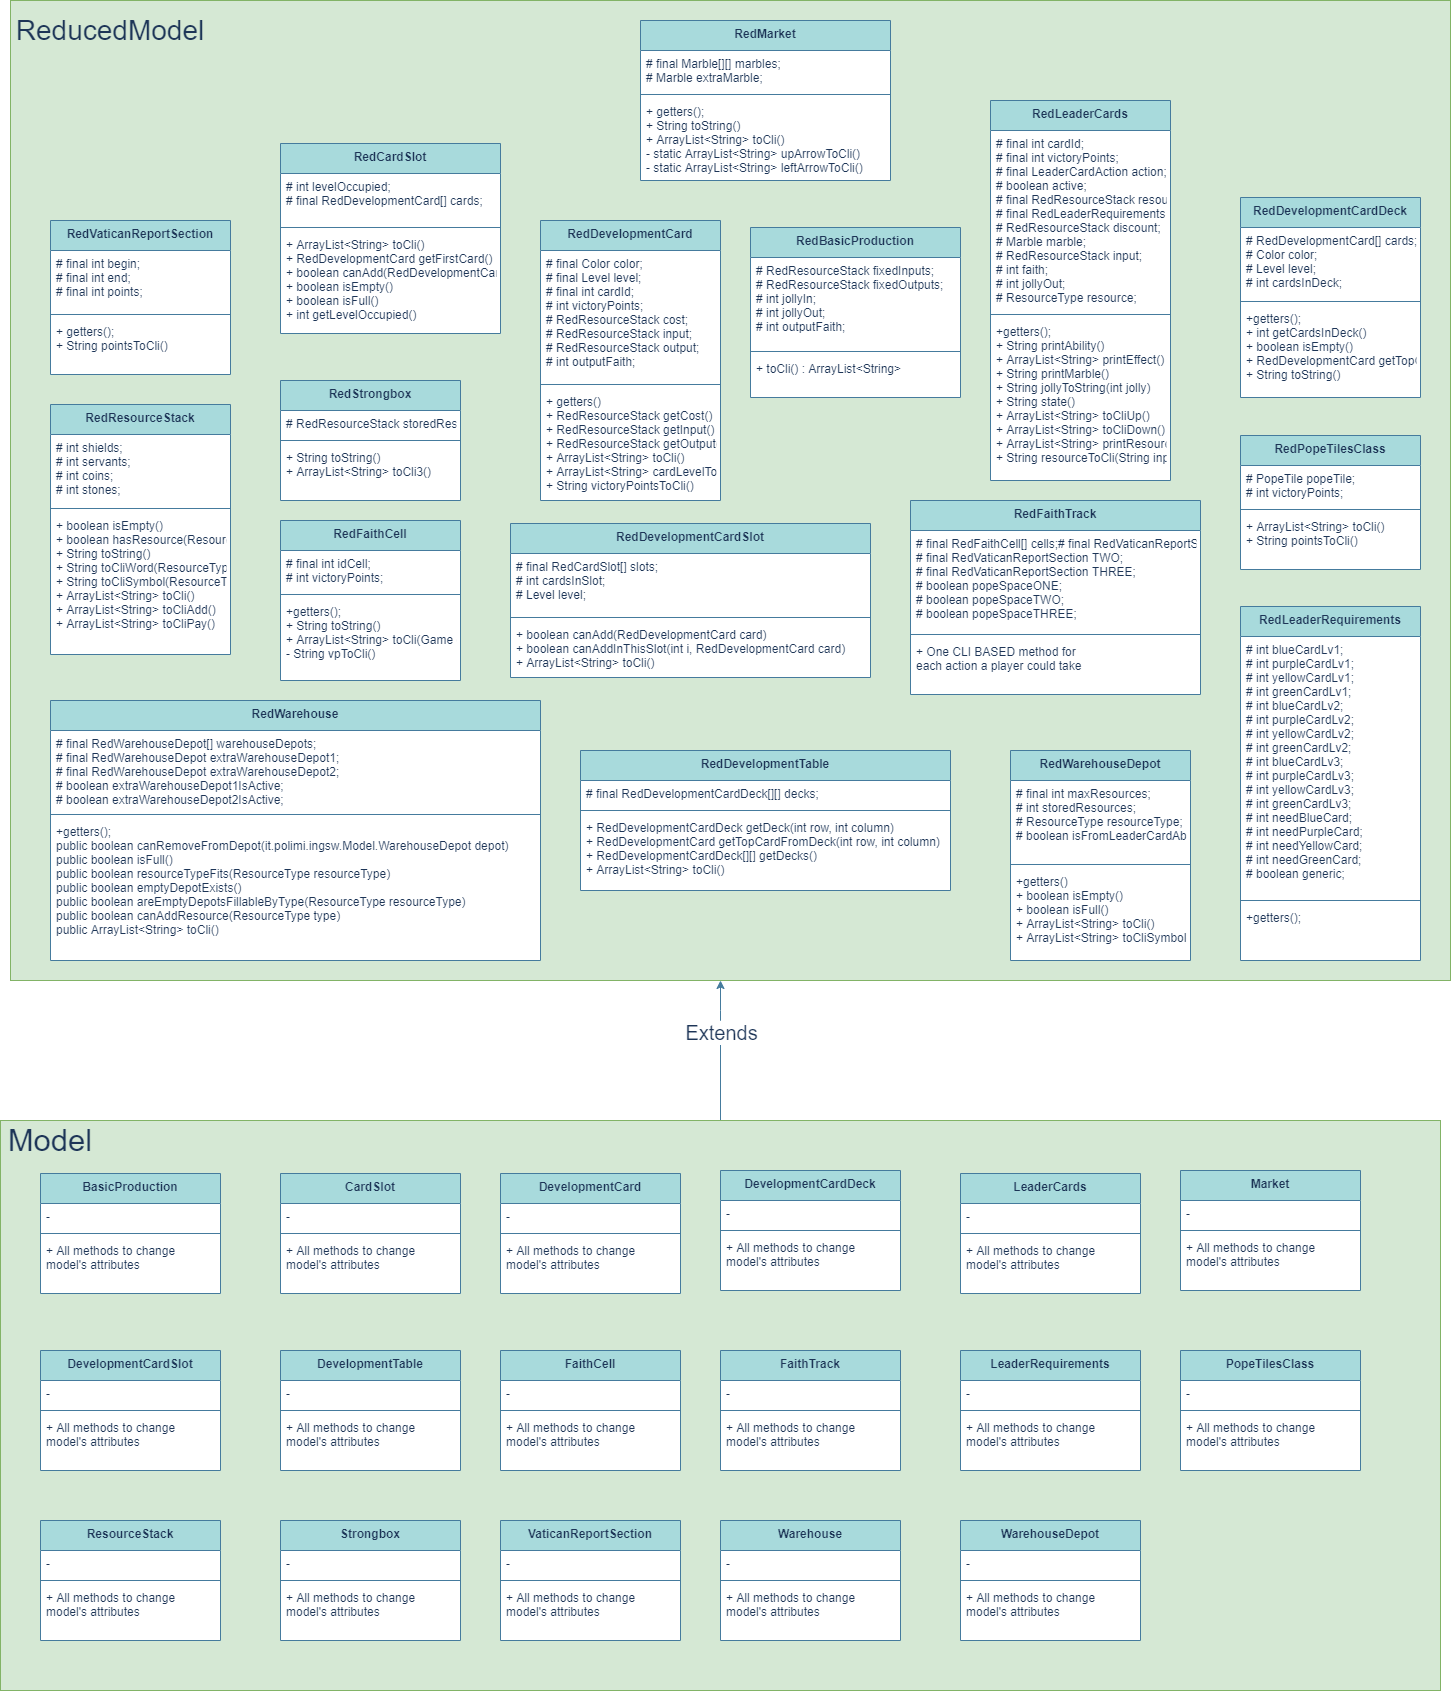 ReducedModel
RedMarket
# final Marble[][] marbles;
# Marble extraMarble;
+ getters();
+ String toString()
+ ArrayList<String> toCli()
- static ArrayList<String> upArrowToCli()
- static ArrayList<String> leftArrowToCli()
RedLeaderCards
# final int cardId;
# final int victoryPoints;
# final LeaderCardAction action;
# boolean active;
# final RedResourceStack resou
# final RedLeaderRequirements
# RedResourceStack discount;
# Marble marble;
# RedResourceStack input;
# int faith;
# int jollyOut;
# ResourceType resource;
+getters();
+ String printAbility()
+ ArrayList<String> printEffect()
+ String printMarble()
+ String jollyToString(int jolly)
+ String state()
+ ArrayList<String> toCliUp()
+ ArrayList<String> toCliDown()
+ ArrayList<String> printResour
+ String resourceToCli(String inp
RedCardSlot
# int levelOccupied;
# final RedDevelopmentCard[] cards;
+ ArrayList<String> toCli()
+ RedDevelopmentCard getFirstCard()
+ boolean canAdd(RedDevelopmentCa
+ boolean isEmpty()
+ boolean isFull()
+ int getLevelOccupied()
RedVaticanReportSection
# final int begin;
# final int end;
# final int points;
+ getters();
+ String pointsToCli()
RedDevelopmentCard
# final Color color;
# final Level level;
# final int cardId;
# int victoryPoints;
# RedResourceStack cost;
# RedResourceStack input;
# RedResourceStack output;
# int outputFaith;
+ getters()
+ RedResourceStack getCost()
+ RedResourceStack getInput()
+ RedResourceStack getOutput
+ ArrayList<String> toCli()
+ ArrayList<String> cardLevelTo
+ String victoryPointsToCli()
RedBasicProduction
# RedResourceStack fixedInputs;
# RedResourceStack fixedOutputs;
# int jollyIn;
# int jollyOut;
# int outputFaith;
+ toCli() : ArrayList<String>
RedDevelopmentCardDeck
# RedDevelopmentCard[] cards;
# Color color;
# Level level;
# int cardsInDeck;
+getters();
+ int getCardsInDeck()
+ boolean isEmpty()
+ RedDevelopmentCard getTop
+ String toString()
RedStrongbox
# RedResourceStack storedRes
+ String toString()
+ ArrayList<String> toCli3()
RedResourceStack
# int shields;
# int servants;
# int coins;
# int stones;
+ boolean isEmpty()
+ boolean hasResource(Resour
+ String toString()
+ String toCliWord(ResourceTyp
+ String toCliSymbol(ResourceT
+ ArrayList<String> toCli()
+ ArrayList<String> toCliAdd()
+ ArrayList<String> toCliPay()
RedPopeTilesClass
# PopeTile popeTile;
# int victoryPoints;
+ ArrayList<String> toCli()
+ String pointsToCli()
RedFaithCell
# final int idCell;
# int victoryPoints;
+getters();
+ String toString()
+ ArrayList<String> toCli(Game
- String vpToCli()
RedDevelopmentCardSlot
# final RedCardSlot[] slots;
# int cardsInSlot;
# Level level;
+ boolean canAdd(RedDevelopmentCard card)
+ boolean canAddInThisSlot(int i, RedDevelopmentCard card)
+ ArrayList<String> toCli()
RedFaithTrack
# final RedFaithCell[] cells;# final RedVaticanReportS
# final RedVaticanReportSection TWO;
# final RedVaticanReportSection THREE;
# boolean popeSpaceONE;
# boolean popeSpaceTWO;
# boolean popeSpaceTHREE;
+ One CLI BASED method for
each action a player could take
RedLeaderRequirements
# int blueCardLv1;
# int purpleCardLv1;
# int yellowCardLv1;
# int greenCardLv1;
# int blueCardLv2;
# int purpleCardLv2;
# int yellowCardLv2;
# int greenCardLv2;
# int blueCardLv3;
# int purpleCardLv3;
# int yellowCardLv3;
# int greenCardLv3;
# int needBlueCard;
# int needPurpleCard;
# int needYellowCard;
# int needGreenCard;
# boolean generic;
+getters();
RedWarehouse
# final RedWarehouseDepot[] warehouseDepots;
# final RedWarehouseDepot extraWarehouseDepot1;
# final RedWarehouseDepot extraWarehouseDepot2;
# boolean extraWarehouseDepot1IsActive;
# boolean extraWarehouseDepot2IsActive;
+getters();
public boolean canRemoveFromDepot(it.polimi.ingsw.Model.WarehouseDepot depot)
public boolean isFull()
public boolean resourceTypeFits(ResourceType resourceType)
public boolean emptyDepotExists()
public boolean areEmptyDepotsFillableByType(ResourceType resourceType)
public boolean canAddResource(ResourceType type)
public ArrayList<String> toCli()
RedDevelopmentTable
# final RedDevelopmentCardDeck[][] decks;
+ RedDevelopmentCardDeck getDeck(int row, int column)
+ RedDevelopmentCard getTopCardFromDeck(int row, int column)
+ RedDevelopmentCardDeck[][] getDecks()
+ ArrayList<String> toCli()
RedWarehouseDepot
# final int maxResources;
# int storedResources;
# ResourceType resourceType;
# boolean isFromLeaderCardAb
+getters()
+ boolean isEmpty()
+ boolean isFull()
+ ArrayList<String> toCli()
+ ArrayList<String> toCliSymbol
Extends
Model
BasicProduction
-
+ All methods to change
model's attributes
CardSlot
-
+ All methods to change
model's attributes
DevelopmentCard
-
+ All methods to change
model's attributes
DevelopmentCardDeck
-
+ All methods to change
model's attributes
LeaderCards
-
+ All methods to change
model's attributes
Market
-
+ All methods to change
model's attributes
DevelopmentCardSlot
-
+ All methods to change
model's attributes
DevelopmentTable
-
+ All methods to change
model's attributes
FaithCell
-
+ All methods to change
model's attributes
FaithTrack
-
+ All methods to change
model's attributes
LeaderRequirements
-
+ All methods to change
model's attributes
PopeTilesClass
-
+ All methods to change
model's attributes
ResourceStack
-
+ All methods to change
model's attributes
Strongbox
-
+ All methods to change
model's attributes
VaticanReportSection
-
+ All methods to change
model's attributes
Warehouse
-
+ All methods to change
model's attributes
WarehouseDepot
-
+ All methods to change
model's attributes